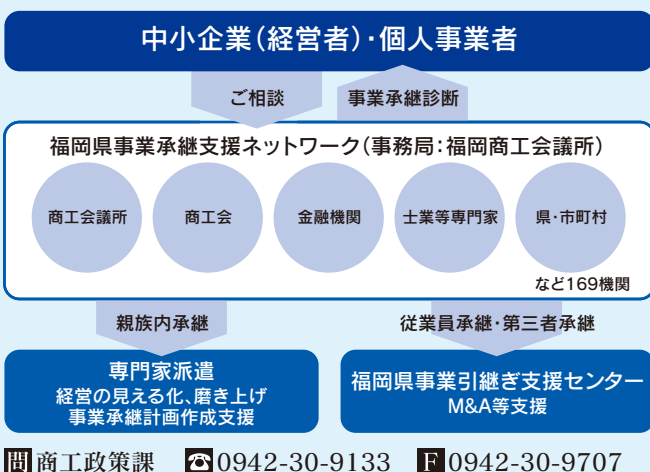 中小企業(経営者)・個人事業者
ご相談
事業承継診断
福岡県事業承継支援ネットワーク(事務局:福岡商工会議所)
商工会議所
商工会
金融機関
士業等専門家
県・市町村
など169機関
親族内承継
従業員承継・第三者承継
専門家派遣
経営の見える化、磨き上げ
事業承継計画作成支援
福岡県事業引継ぎ支援センター
M&A等支援
問 商工政策課 ☎0942-30-9133 F 0942-30-9707